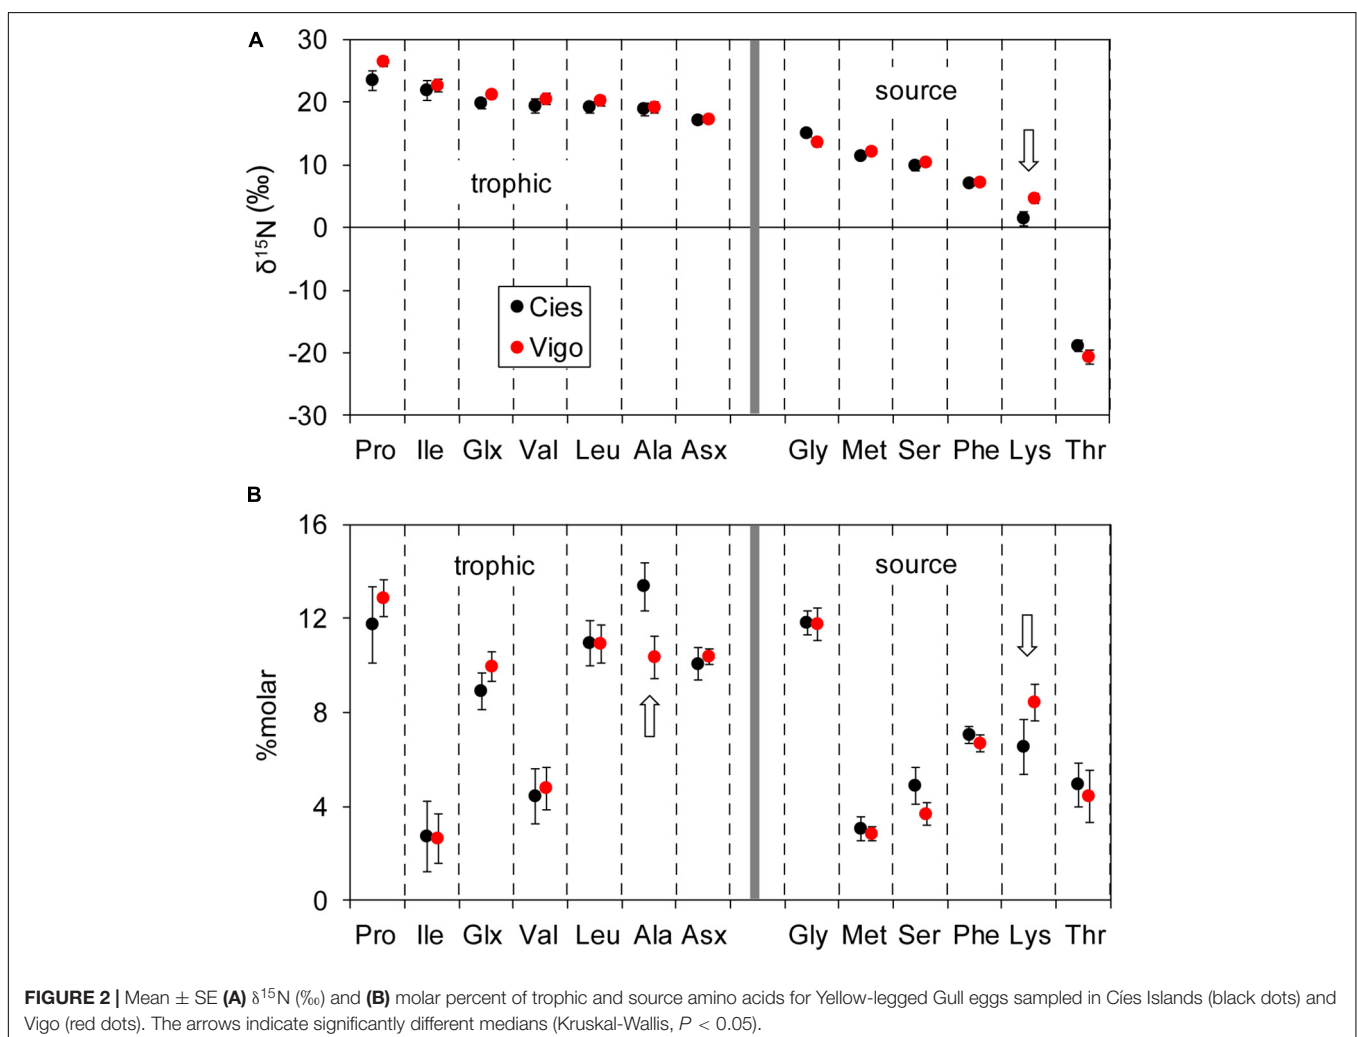 A
30
20
10
0
-10
-20
-30
δ¹⁵N (‰)
trophic
source
Cies
Vigo
Pro Ile Glx Val Leu Ala Asx Gly Met Ser Phe Lys Thr
B
16
12
8
4
0
%molar
trophic
source
Pro Ile Glx Val Leu Ala Asx Gly Met Ser Phe Lys Thr
FIGURE 2 | Mean ± SE (A) δ¹⁵N (‰) and (B) molar percent of trophic and source amino acids for Yellow-legged Gull eggs sampled in Cíes Islands (black dots) and
Vigo (red dots). The arrows indicate significantly different medians (Kruskal-Wallis, P < 0.05).